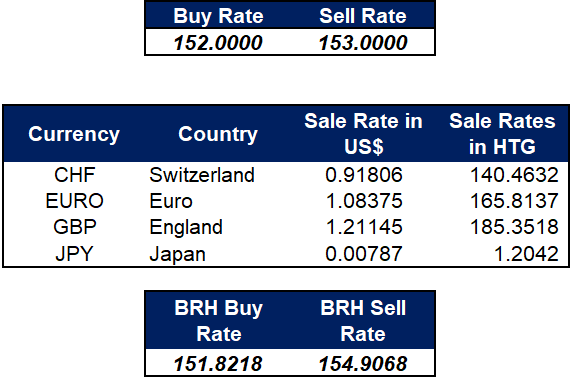 Buy Rate Sell Rate
152.0000 153.0000
Currency Country Sale Rate in US$ Sale Rates in HTG
CHF Switzerland 0.91806 140.4632
EURO Euro 1.08375 165.8137
GBP England 1.21145 185.3518
JPY Japan 0.00787 1.2042
BRH Buy Rate BRH Sell Rate
151.8218 154.9068